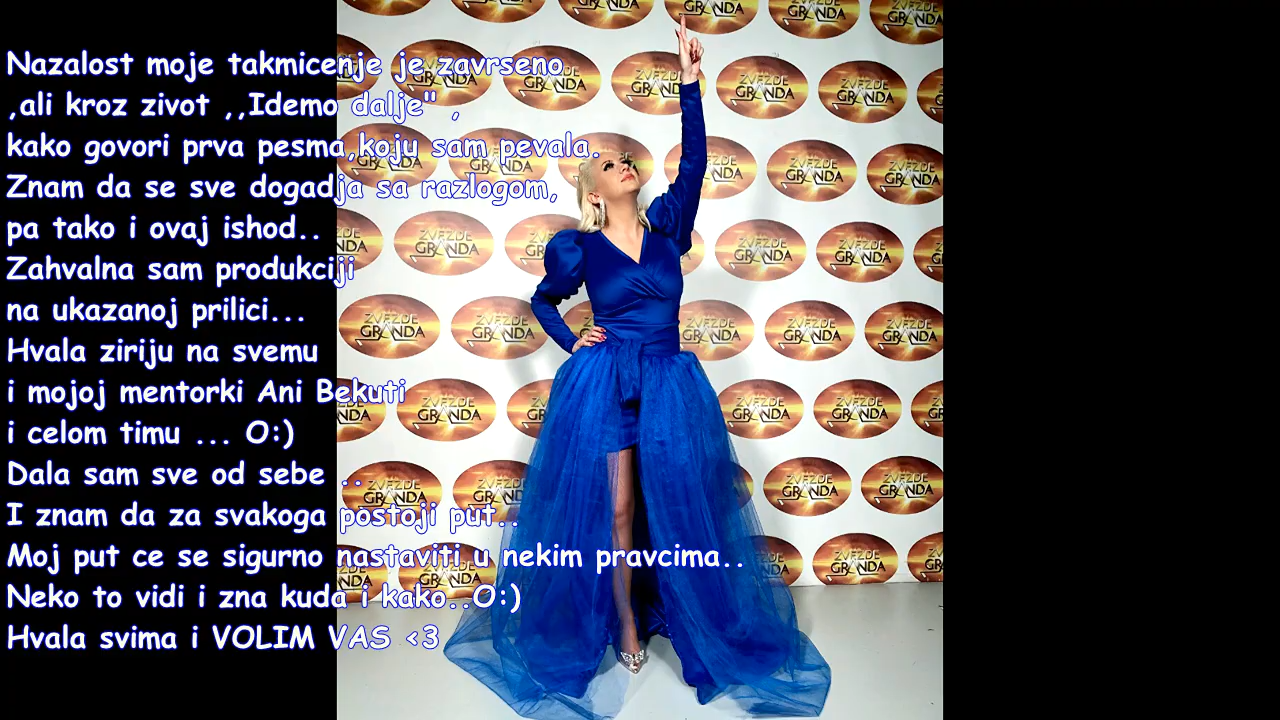 Nazalost moje takmicenje je zavrseno
,ali kroz zivot ,,Idemo dalje" ,
kako govori prva pesma,koju sam pevala.
Znam da se sve dogadja sa razlogom,
pa tako i ovaj ishod..
Zahvalna sam produkciji
na ukazanoj prilici...
Hvala ziriju na svemu
i mojoj mentorki Ani Bekuti
i celom timu ... O:)
Dala sam sve od sebe ..
I znam da za svakoga postoji put..
Moj put ce se sigurno nastaviti u nekim pravcima..
Neko to vidi i zna kuda i kako..O:)
Hvala svima i VOLIM VAS <3
ZVEZDE
GRANDA